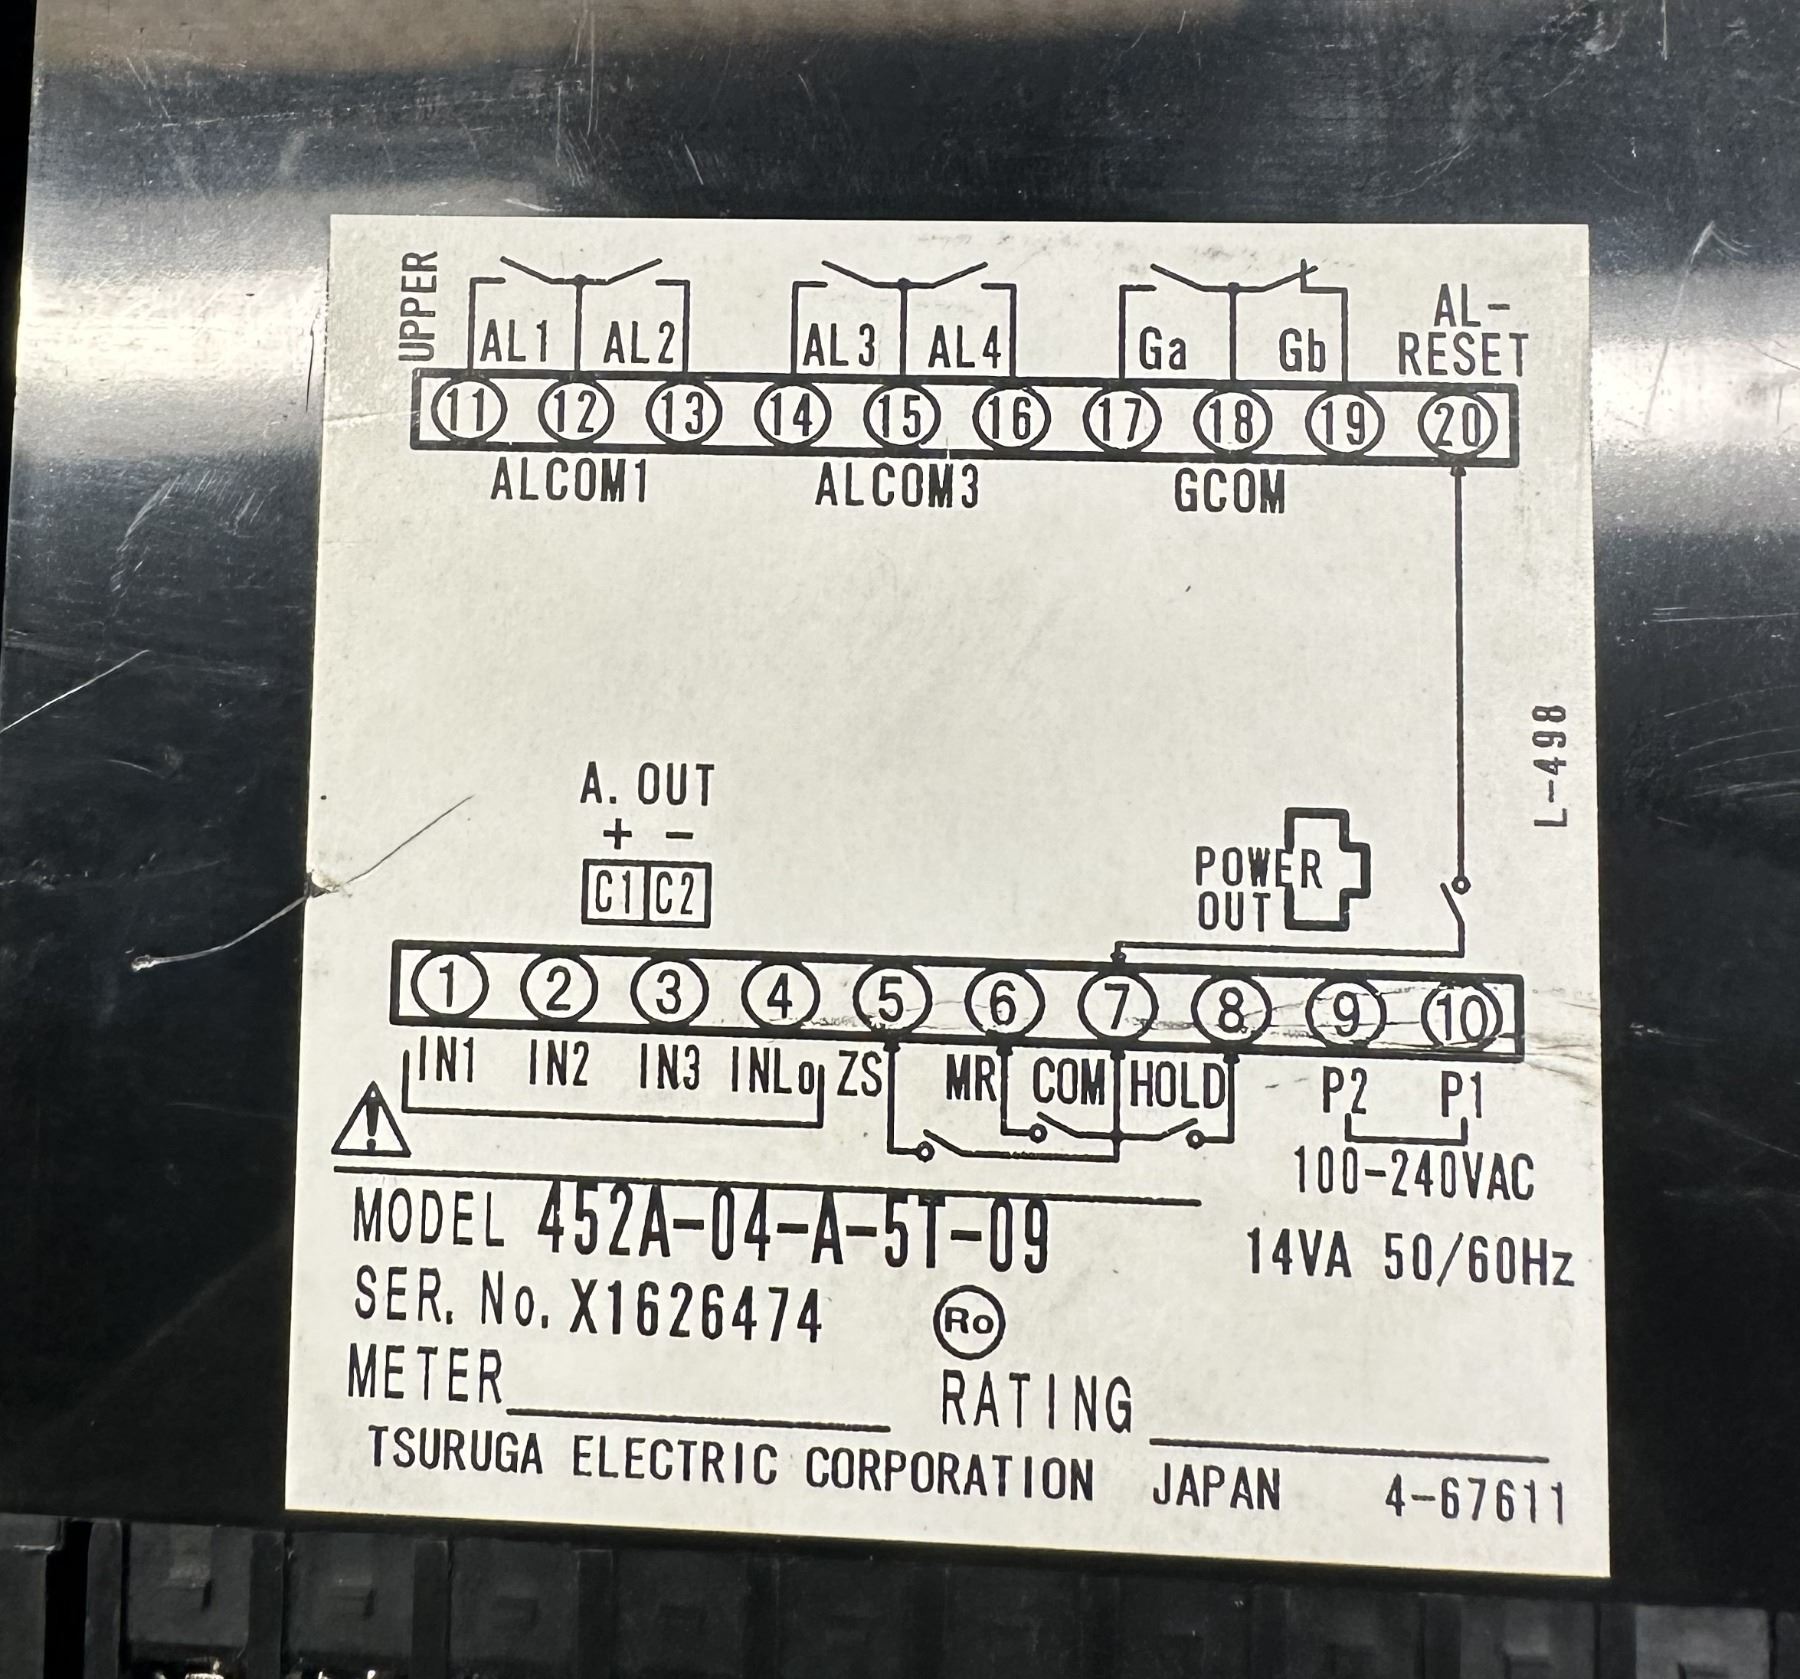 UPPER
AL1 AL2 AL3 AL4 Ga Gb AL-
RESET
11 12 13 14 15 16 17 18 19 20
ALCOM1 ALCOM3 GCOM
L-498
A. OUT
+ -
C1 C2
POWER
OUT
1 2 3 4 5 6 7 8 9 10
IN1 IN2 IN3 INLo ZS MR COM HOLD P2 P1
100-240VAC
MODEL 452A-04-A-5T-09
14VA 50/60Hz
SER. No. X1626474 Ro
METER RATING
TSURUGA ELECTRIC CORPORATION JAPAN 4-67611